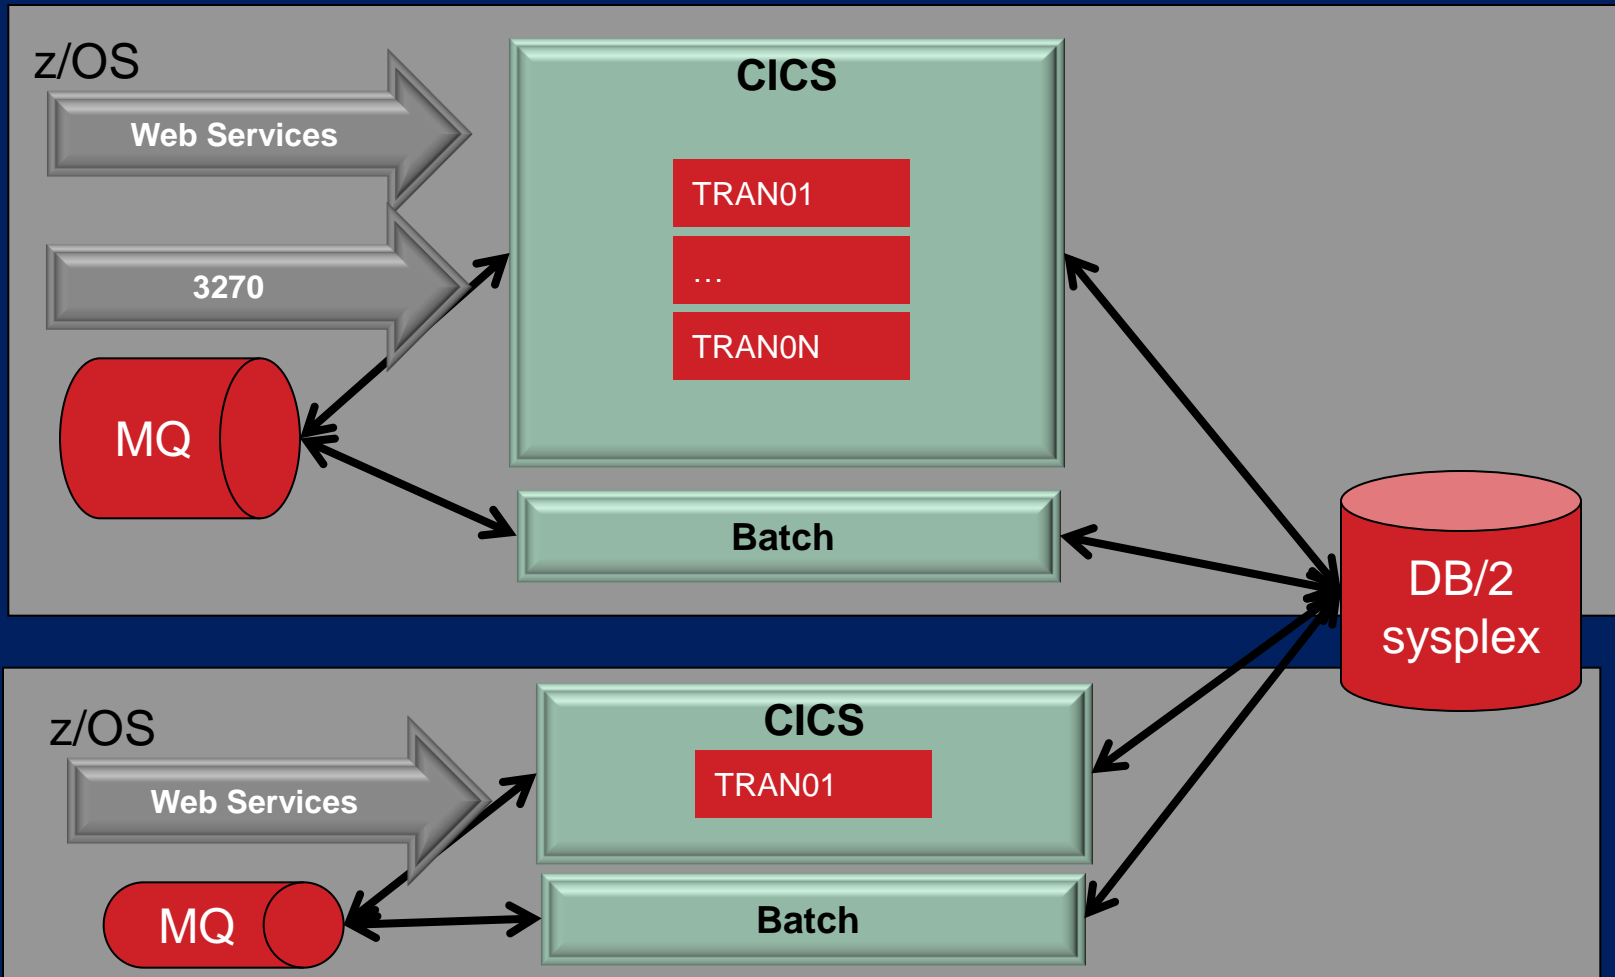 z/OS
CICS
Web Services
TRAN01
...
3270
TRAN0N
MQ
Batch
DB/2
sysplex
z/OS
CICS
Web Services
TRAN01
MQ
Batch